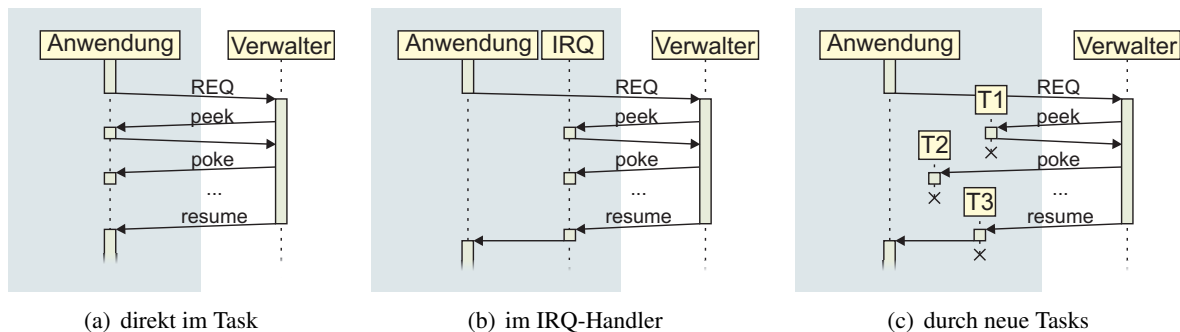 Anwendung
Verwalter
REQ
peek
poke
...
resume
(a) direkt im Task
Anwendung
IRQ
Verwalter
REQ
peek
poke
...
resume
(b) im IRQ-Handler
Anwendung
Verwalter
REQ
T1
peek
T2
poke
...
T3
resume
(c) durch neue Tasks